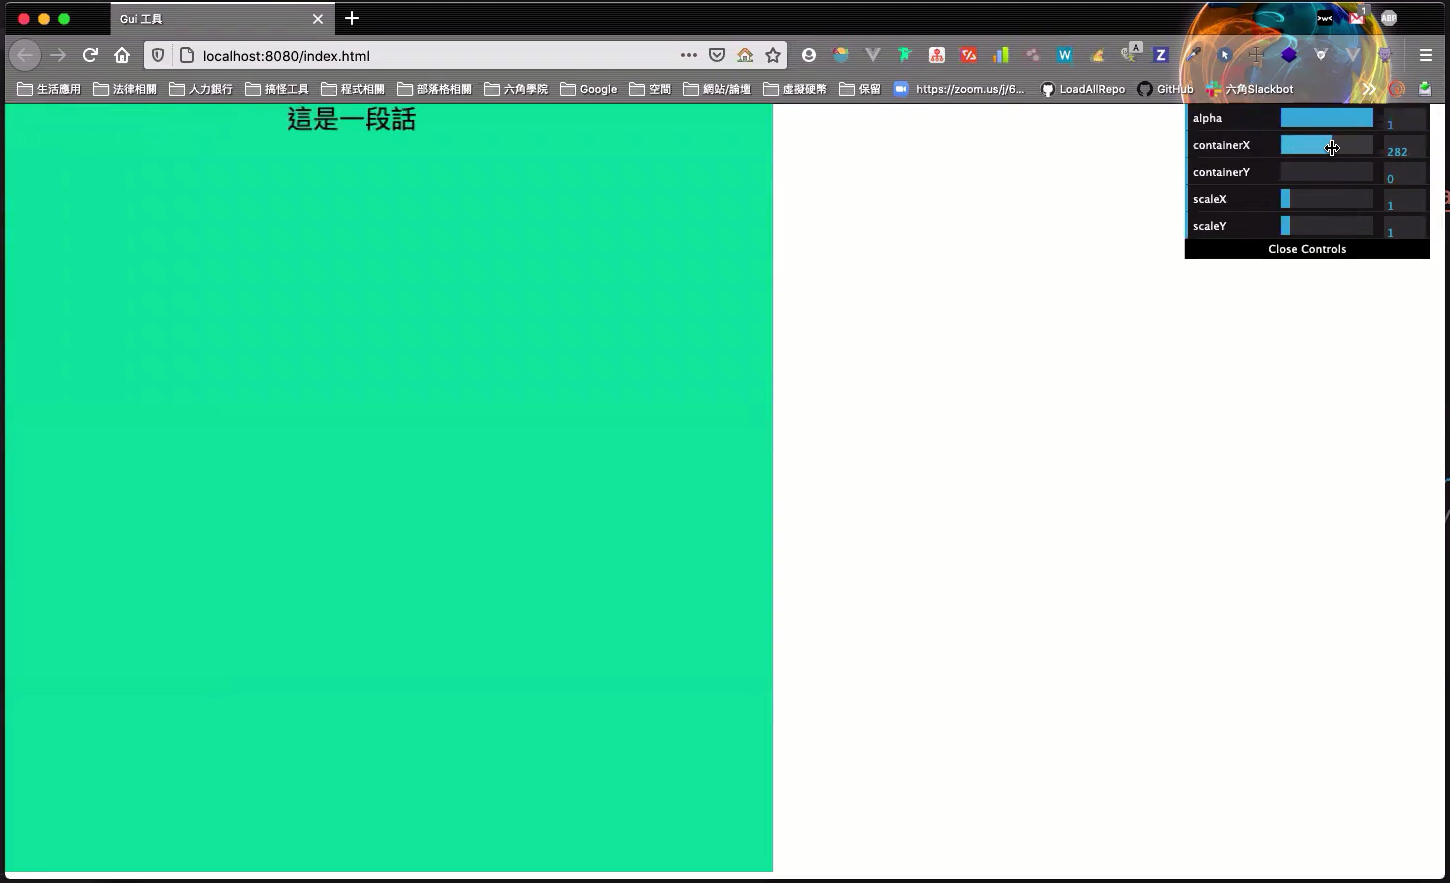 Gui 工具
1
>w<
ABP
localhost:8080/index.html
A
W
Z
生活應用 法律相關 人力銀行 搞怪工具 程式相關 部落格相關 六角學院 Google 空間 網站/論壇 虛擬硬幣 保留 https://zoom.us/j/6... LoadAllRepo GitHub 六角Slackbot
這是一段話
alpha 1
containerX 282
containerY 0
scaleX 1
scaleY 1
Close Controls